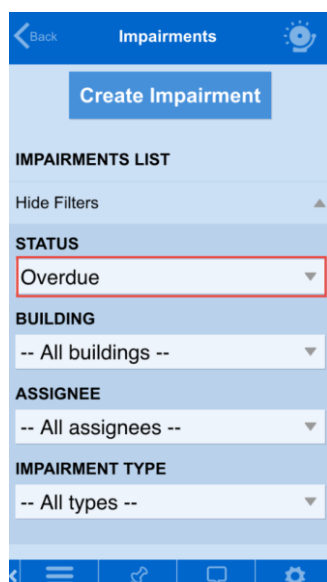 Back
Impairments
Create Impairment
IMPAIRMENTS LIST
Hide Filters
STATUS
Overdue
BUILDING
-- All buildings --
ASSIGNEE
-- All assignees --
IMPAIRMENT TYPE
-- All types --